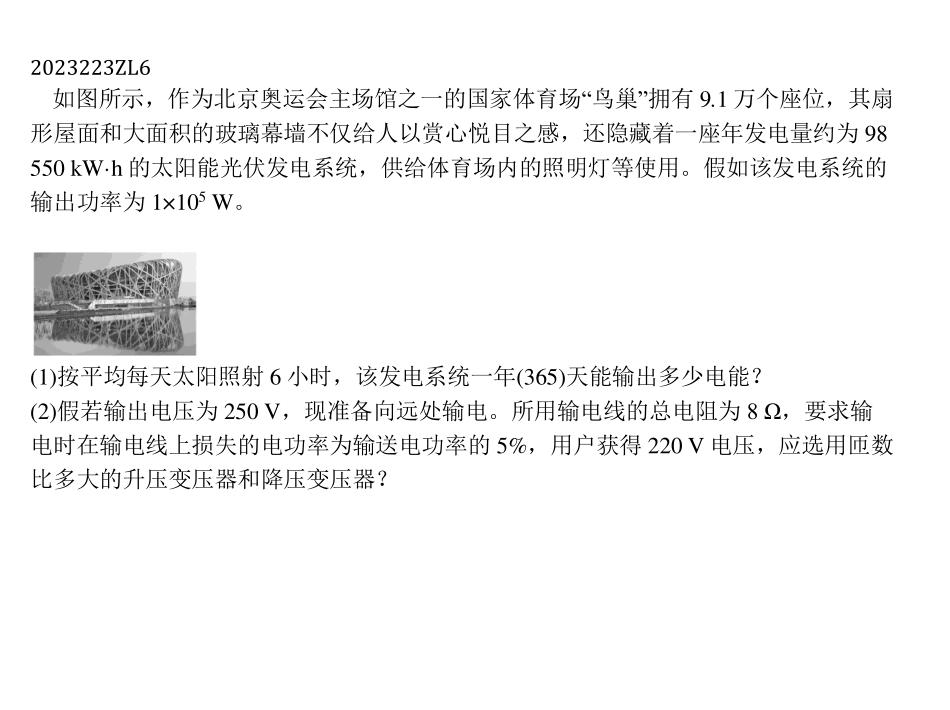 2023223ZL6
如图所示，作为北京奥运会主场馆之一的国家体育场“鸟巢”拥有 9.1 万个座位，其扇
形屋面和大面积的玻璃幕墙不仅给人以赏心悦目之感，还隐藏着一座年发电量约为 98
550 kW·h 的太阳能光伏发电系统，供给体育场内的照明灯等使用。假如该发电系统的
输出功率为 1×10⁵ W。
(1)按平均每天太阳照射 6 小时，该发电系统一年(365)天能输出多少电能？
(2)假若输出电压为 250 V，现准备向远处输电。所用输电线的总电阻为 8 Ω，要求输
电时在输电线上损失的电功率为输送电功率的 5%，用户获得 220 V 电压，应选用匝数
比多大的升压变压器和降压变压器？